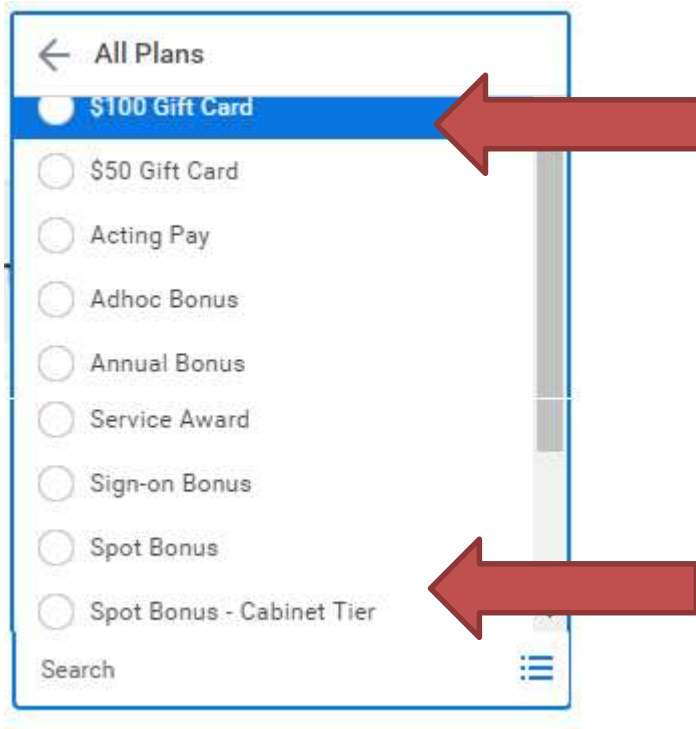 All Plans
$100 Gift Card
$50 Gift Card
Acting Pay
Adhoc Bonus
Annual Bonus
Service Award
Sign-on Bonus
Spot Bonus
Spot Bonus - Cabinet Tier
Search